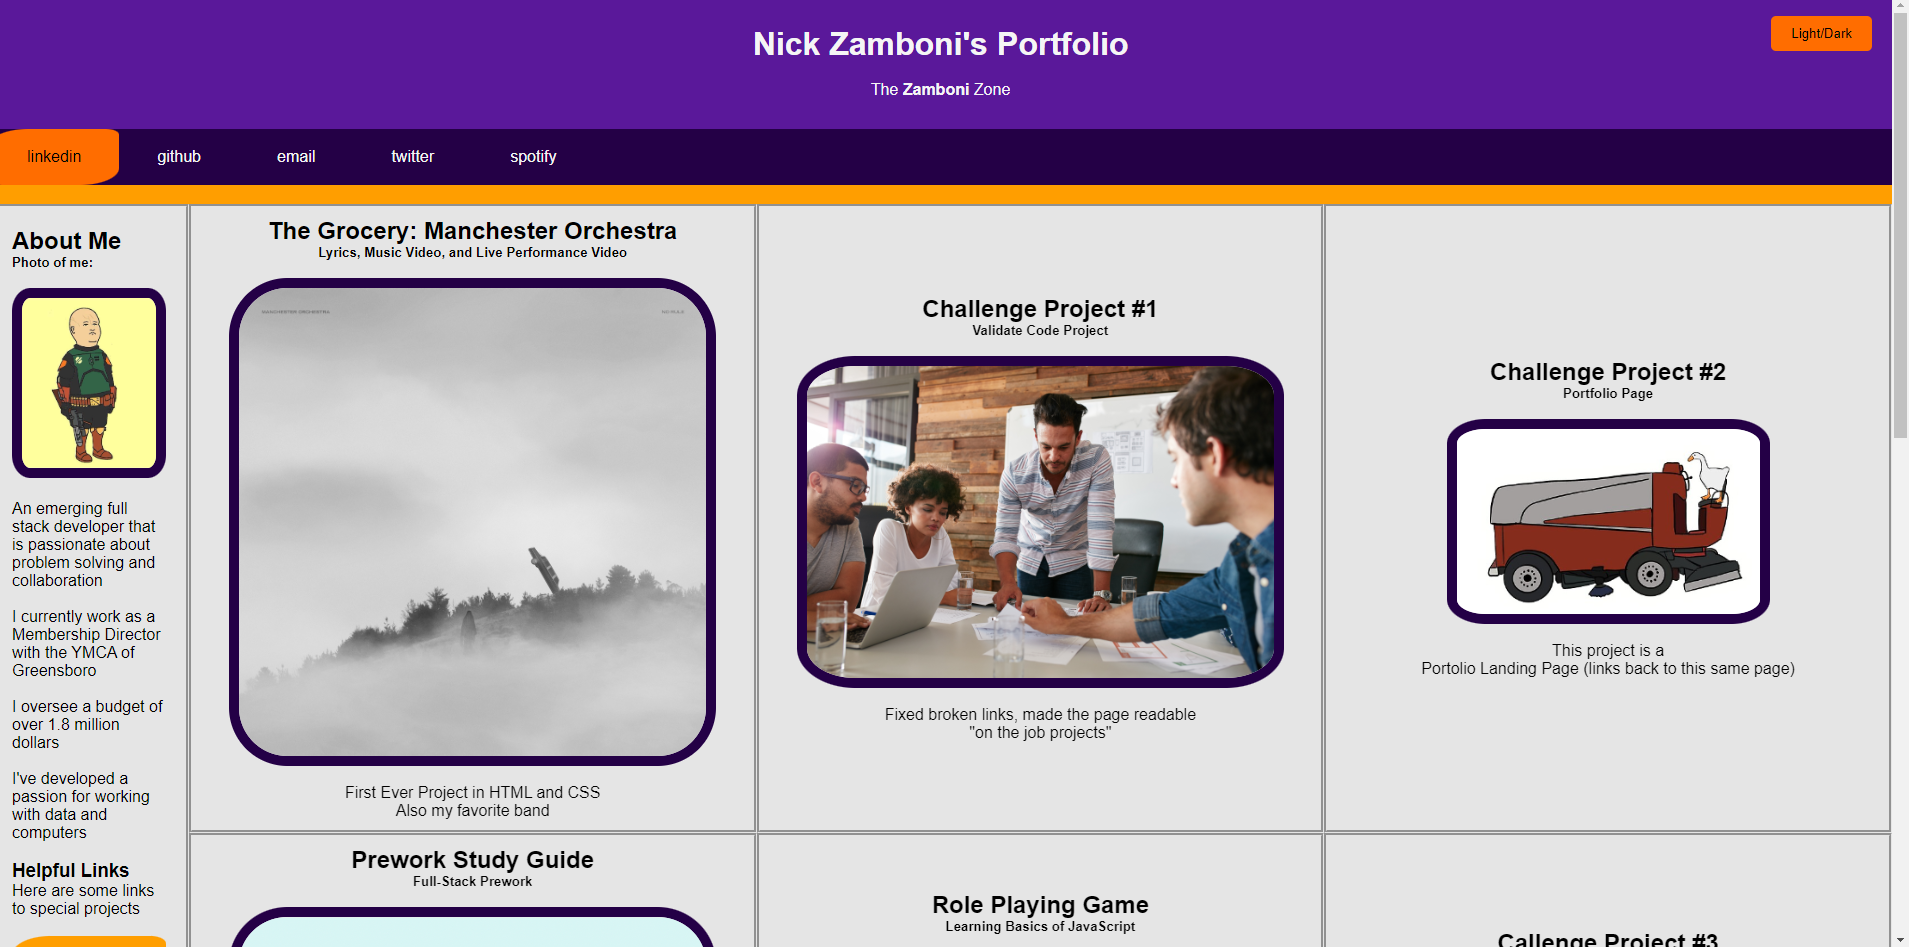 Nick Zamboni's Portfolio
Light/Dark
The Zamboni Zone
linkedin
github
email
twitter
spotify
About Me
Photo of me:
An emerging full
stack developer that
is passionate about
problem solving and
collaboration
I currently work as a
Membership Director
with the YMCA of
Greensboro
I oversee a budget of
over 1.8 million
dollars
I've developed a
passion for working
with data and
computers
Helpful Links
Here are some links
to special projects
The Grocery: Manchester Orchestra
Lyrics, Music Video, and Live Performance Video
MANCHESTER ORCHESTRA
NO RULE
First Ever Project in HTML and CSS
Also my favorite band
Challenge Project #1
Validate Code Project
Fixed broken links, made the page readable
"on the job projects"
Challenge Project #2
Portfolio Page
This project is a
Portolio Landing Page (links back to this same page)
Prework Study Guide
Full-Stack Prework
Role Playing Game
Learning Basics of JavaScript
Callenge Project #3